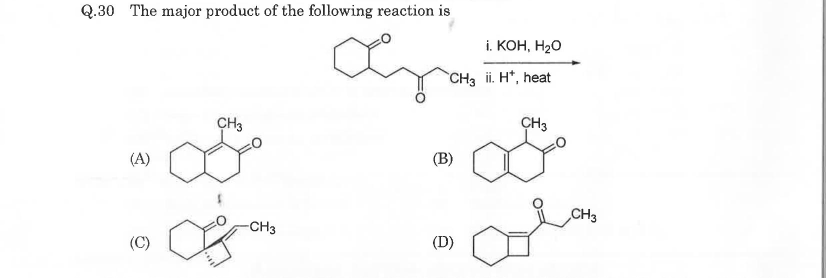 Q.30 The major product of the following reaction is
O
i. KOH, H₂O
CH₃ ii. H⁺, heat
O
CH₃ CH₃
O O
(A) (B)
O CH₃ O CH₃
(C) (D)